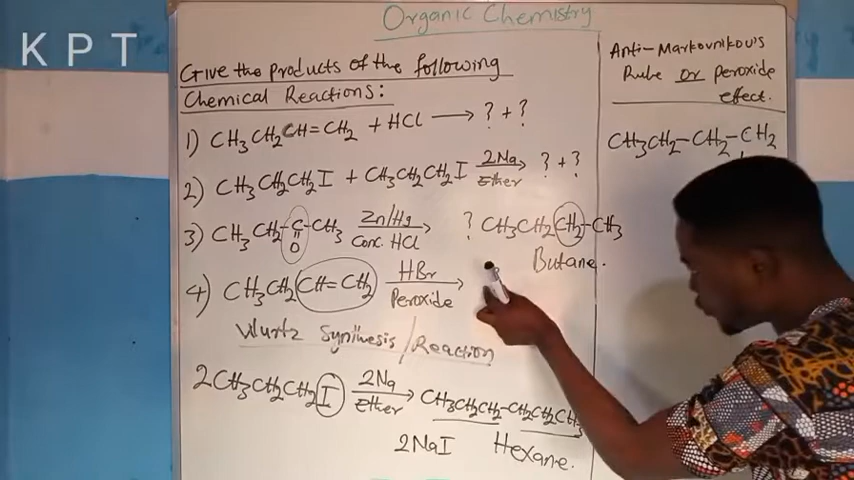 KPT
Organic Chemistry
Give the products of the following
Chemical Reactions:
1) CH3CH2CH=CH2 + HCl ⟶ ? + ?
2) CH3CH2CH2I + CH3CH2CH2I 2Na/Ether ⟶ ? + ?
3) CH3CH2-C(=O)-CH3 Zn/Hg / Conc. HCl ⟶ ? CH3CH2CH2-CH3
Butane.
4) CH3CH2CH=CH2 HBr / Peroxide ⟶
Wurtz Synthesis/Reaction
2CH3CH2CH2I 2Na/Ether ⟶ CH3CH2CH2-CH2CH2CH3
2NaI Hexane.
Anti-Markovnikov's
Rule or Peroxide
effect.
CH3CH2-CH2-CH2